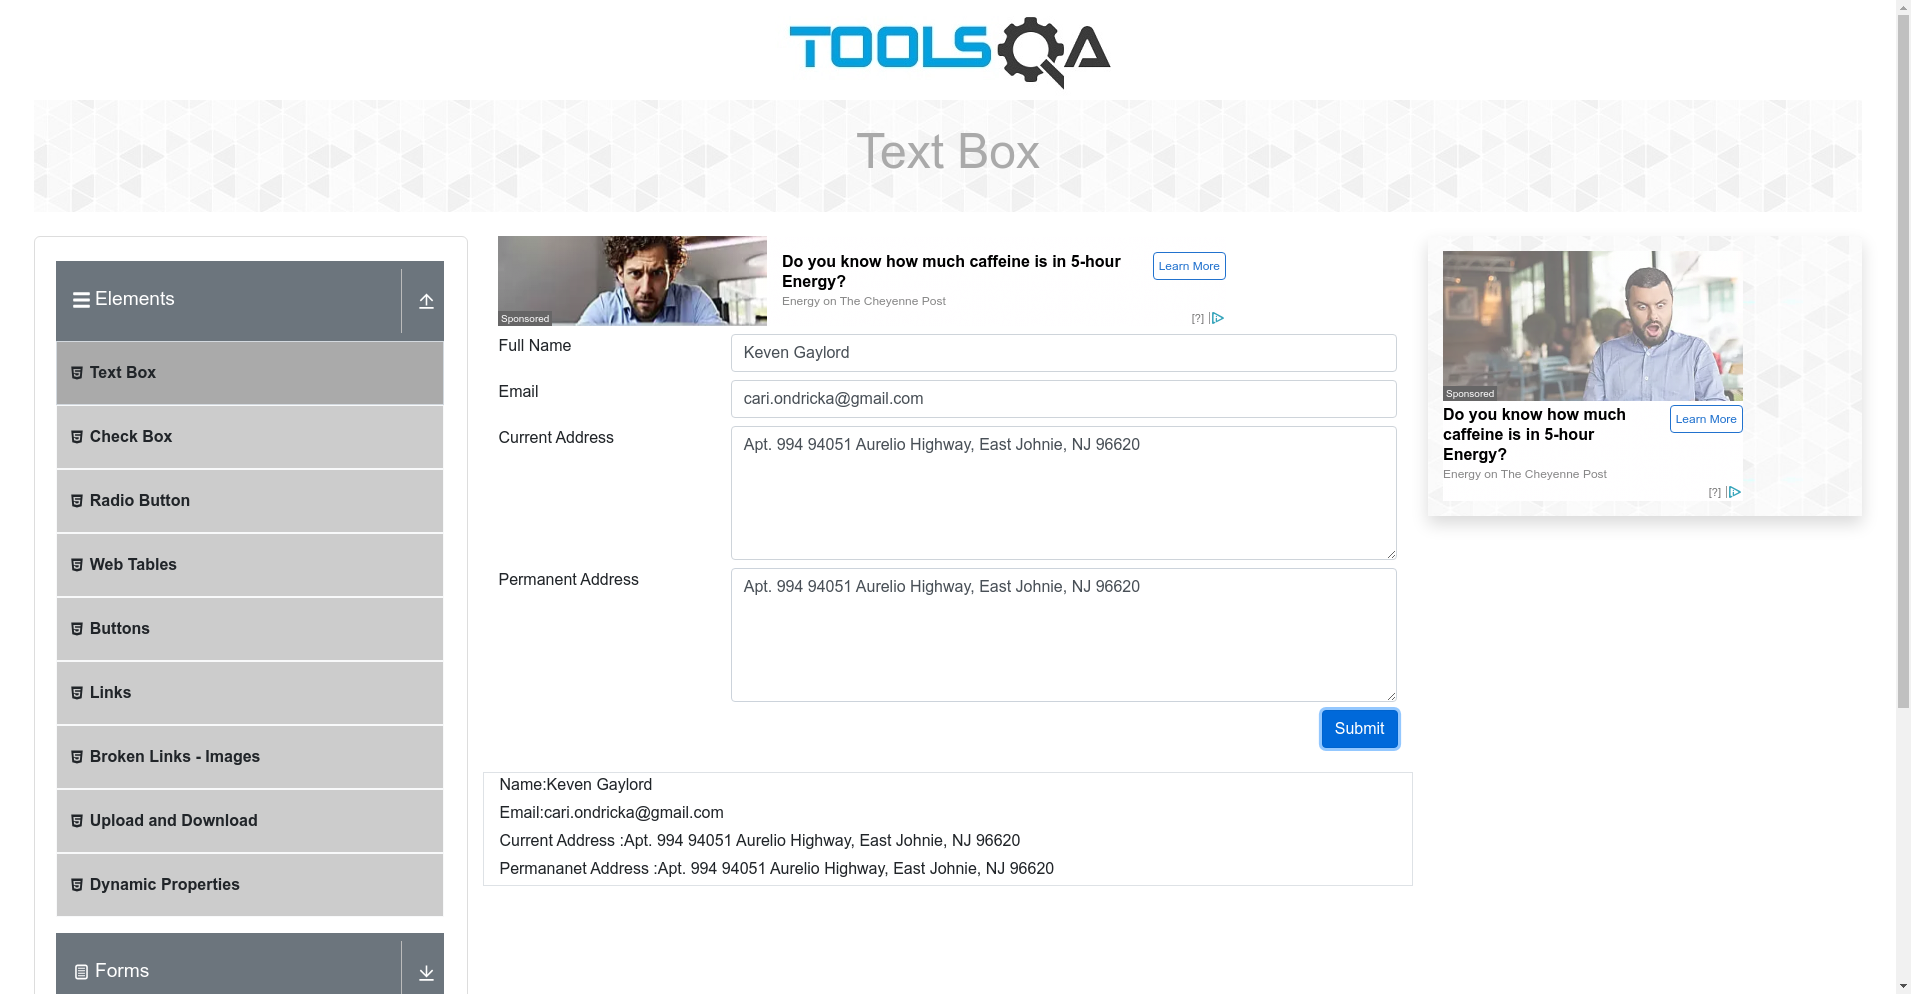 TOOLSQA
Text Box
Elements
Text Box
Check Box
Radio Button
Web Tables
Buttons
Links
Broken Links - Images
Upload and Download
Dynamic Properties
Forms
Sponsored
Do you know how much caffeine is in 5-hour
Energy?
Energy on The Cheyenne Post
Learn More
[?]
Full Name
Keven Gaylord
Email
cari.ondricka@gmail.com
Current Address
Apt. 994 94051 Aurelio Highway, East Johnie, NJ 96620
Permanent Address
Apt. 994 94051 Aurelio Highway, East Johnie, NJ 96620
Submit
Name:Keven Gaylord
Email:cari.ondricka@gmail.com
Current Address :Apt. 994 94051 Aurelio Highway, East Johnie, NJ 96620
Permananet Address :Apt. 994 94051 Aurelio Highway, East Johnie, NJ 96620
Sponsored
Do you know how much
caffeine is in 5-hour
Energy?
Energy on The Cheyenne Post
Learn More
[?]